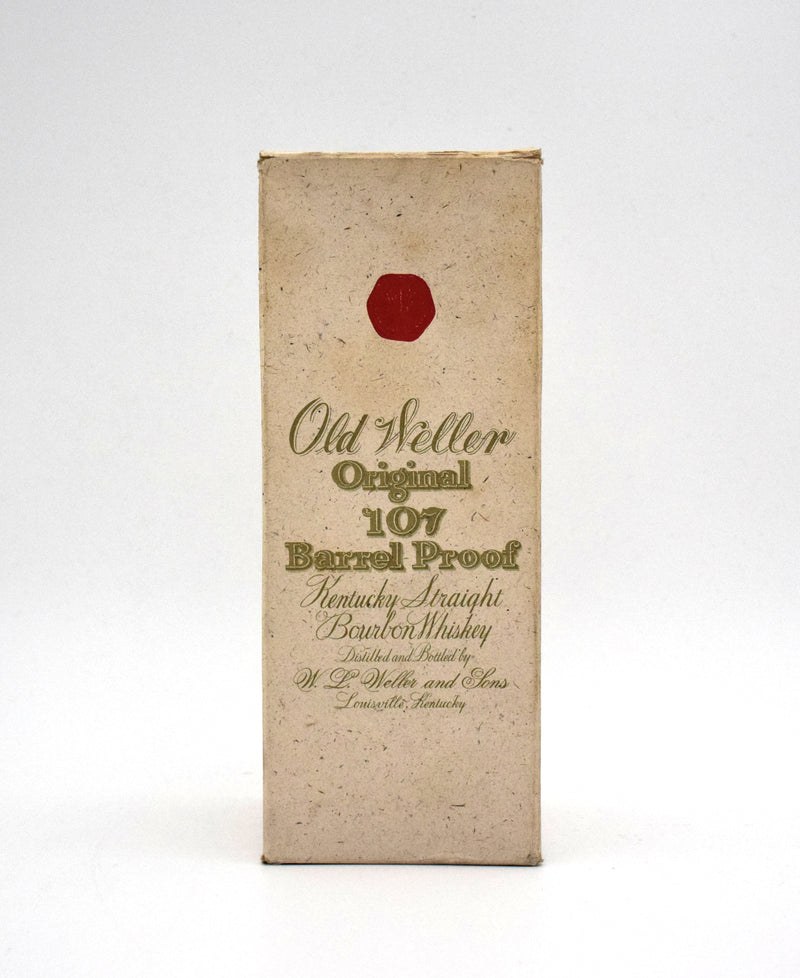 Old Weller
Original
107
Barrel Proof
Kentucky Straight
Bourbon Whiskey
Distilled and Bottled by
W. L. Weller and Sons
Louisville, Kentucky